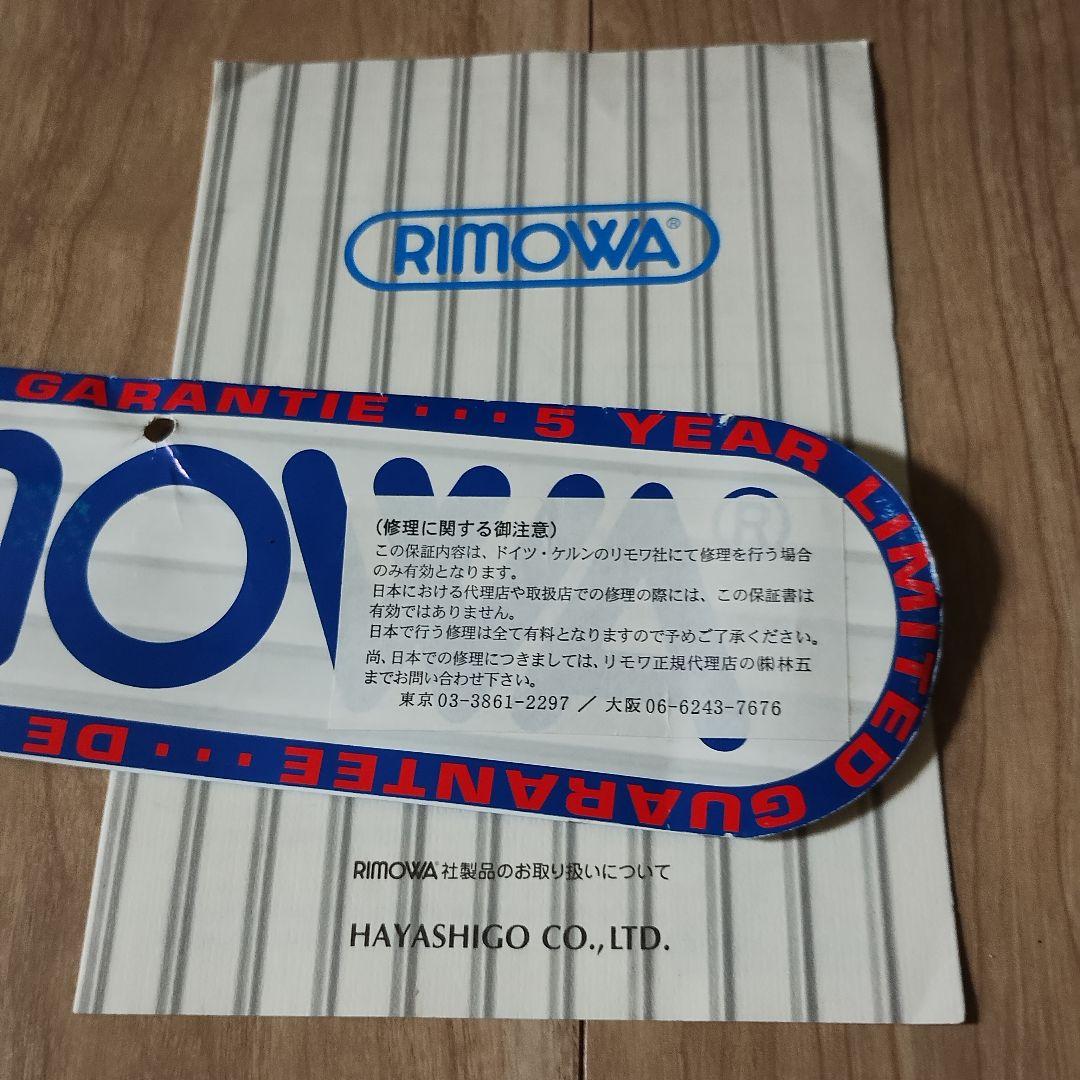 RIMOWA®
GARANTIE ... 5 YEAR LIMITED GUARANTEE ... DE
MOWA®
(修理に関する御注意)
この保証内容は、ドイツ・ケルンのリモワ社にて修理を行う場合
のみ有効となります。
日本における代理店や取扱店での修理の際には、この保証書は
有効ではありません。
日本で行う修理は全て有料となりますので予めご了承ください。
尚、日本での修理につきましては、リモワ正規代理店の㈱林五
までお問い合わせ下さい。
東京 03-3861-2297 / 大阪 06-6243-7676
RIMOWA®社製品のお取り扱いについて
HAYASHIGO CO.,LTD.